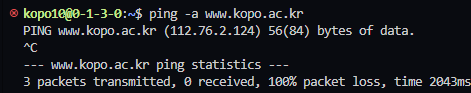 kopo10@0-1-3-0:~$ ping -a www.kopo.ac.kr
PING www.kopo.ac.kr (112.76.2.124) 56(84) bytes of data.
^C
--- www.kopo.ac.kr ping statistics ---
3 packets transmitted, 0 received, 100% packet loss, time 2043ms